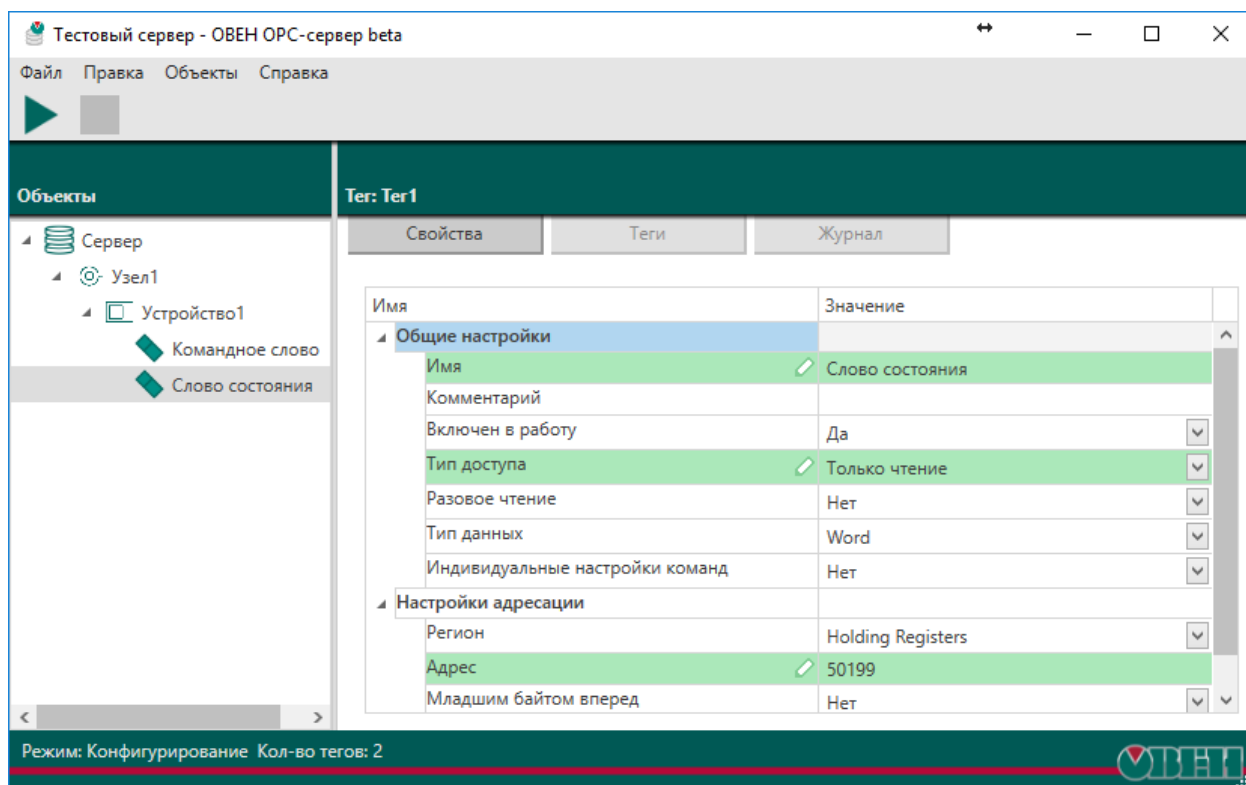 Тестовый сервер - ОВЕН OPC-сервер beta
Файл Правка Объекты Справка
Объекты
Тег: Тег1
Сервер
Узел1
Устройство1
Командное слово
Слово состояния
Свойства Теги Журнал
Имя Значение
Общие настройки
Имя Слово состояния
Комментарий
Включен в работу Да
Тип доступа Только чтение
Разовое чтение Нет
Тип данных Word
Индивидуальные настройки команд Нет
Настройки адресации
Регион Holding Registers
Адрес 50199
Младшим байтом вперед Нет
Режим: Конфигурирование Кол-во тегов: 2
ОВЕН